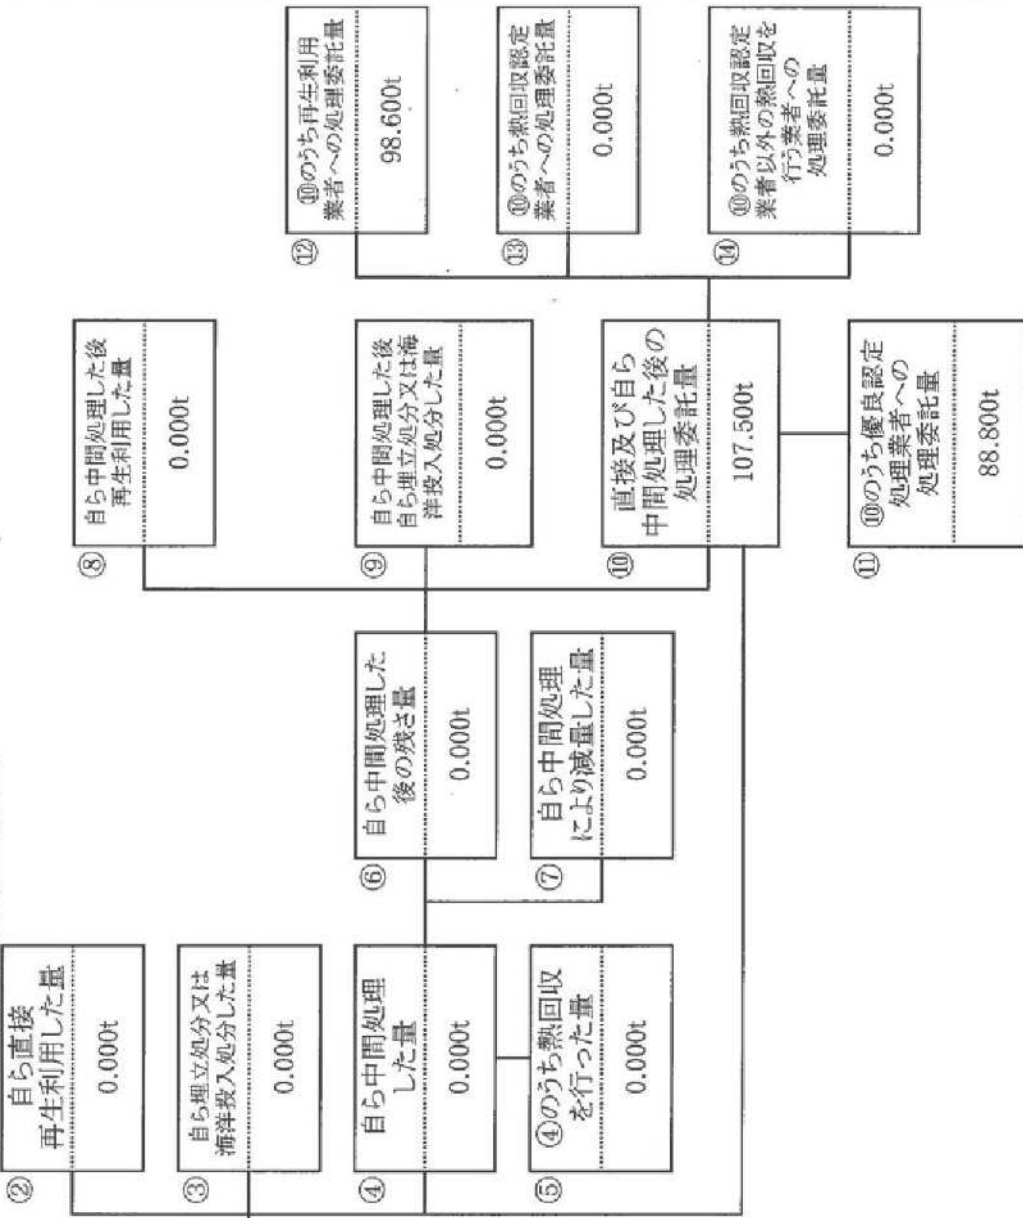 ②
自ら直接
再生利用した量
0.000t
③
自ら埋立処分又は
海洋投入処分した量
0.000t
④
自ら中間処理
した量
0.000t
⑤
④のうち熱回収
を行った量
0.000t
⑥
自ら中間処理した
後の残さ量
0.000t
⑦
自ら中間処理
により減量した量
0.000t
⑧
自ら中間処理した後
再生利用した量
0.000t
⑨
自ら中間処理した後
自ら埋立処分又は海
洋投入処分した量
0.000t
⑩
直接及び自ら
中間処理した後の
処理委託量
107.500t
⑪
⑩のうち優良認定
処理業者への
処理委託量
88.800t
⑫
⑩のうち再生利用
業者への処理委託量
98.600t
⑬
⑩のうち熱回収認定
業者への処理委託量
0.000t
⑭
⑩のうち熱回収認定
業者以外の熱回収を
行う業者への
処理委託量
0.000t